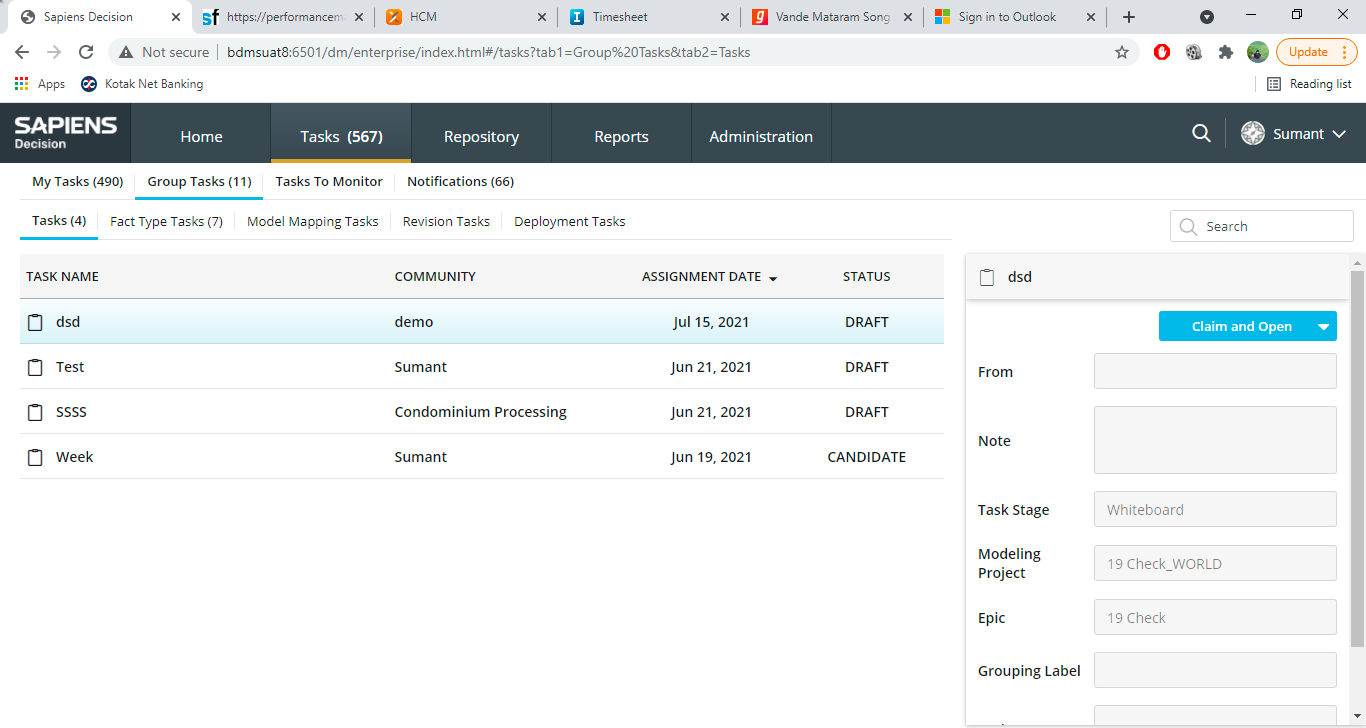 Sapiens Decision
https://performancem
HCM
Timesheet
Vande Mataram Song
Sign in to Outlook
Not secure
bdmsuat8:6501/dm/enterprise/index.html#/tasks?tab1=Group%20Tasks&tab2=Tasks
Update
Apps
Kotak Net Banking
Reading list
SAPIENS
Decision
Home
Tasks (567)
Repository
Reports
Administration
Sumant
My Tasks (490)
Group Tasks (11)
Tasks To Monitor
Notifications (66)
Tasks (4)
Fact Type Tasks (7)
Model Mapping Tasks
Revision Tasks
Deployment Tasks
Search
TASK NAME COMMUNITY ASSIGNMENT DATE STATUS
dsd demo Jul 15, 2021 DRAFT
Test Sumant Jun 21, 2021 DRAFT
SSSS Condominium Processing Jun 21, 2021 DRAFT
Week Sumant Jun 19, 2021 CANDIDATE
dsd
Claim and Open
From
Note
Task Stage Whiteboard
Modeling
Project
19 Check_WORLD
Epic 19 Check
Grouping Label